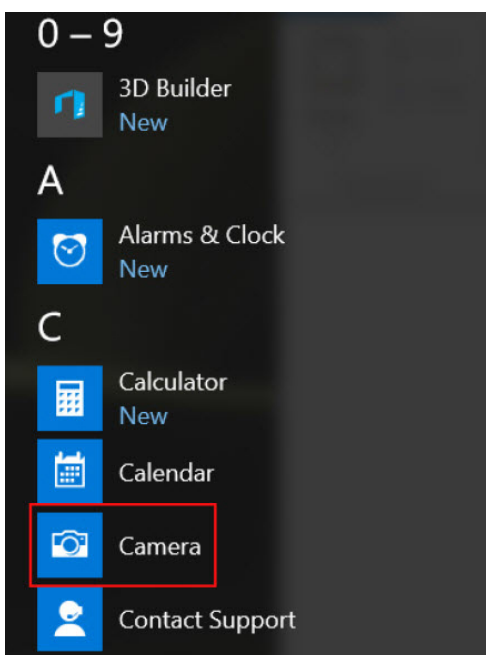 0 – 9
3D Builder
New
A
Alarms & Clock
New
C
Calculator
New
Calendar
Camera
Contact Support